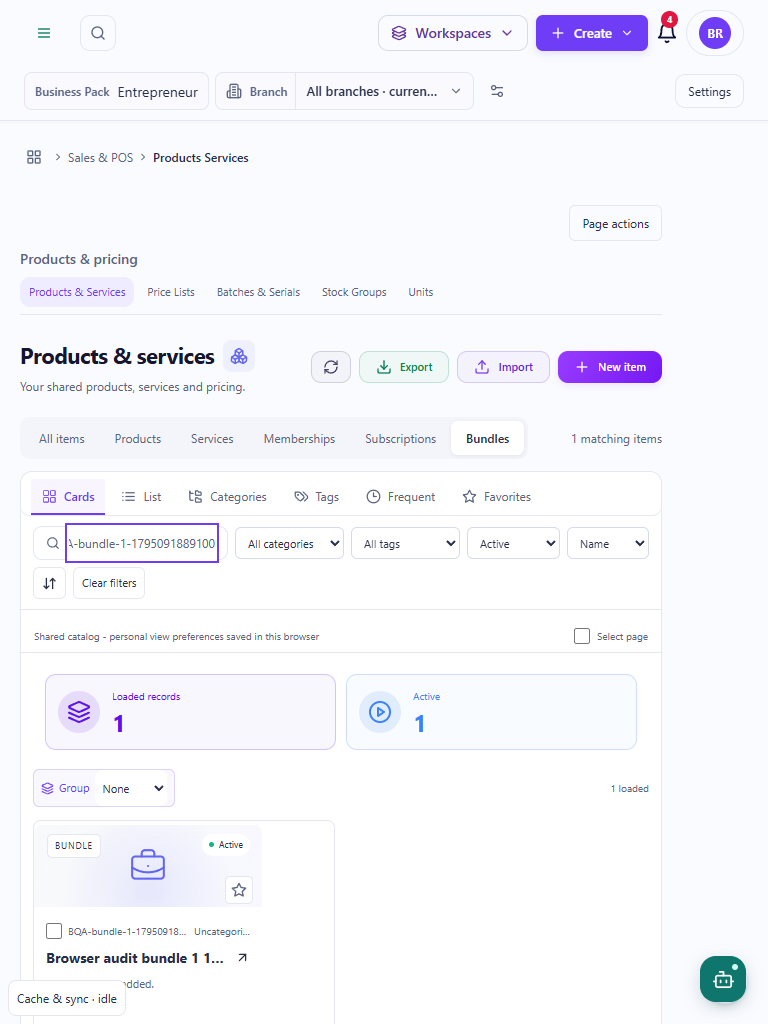 Workspaces
Create
4
BR
Business Pack Entrepreneur
Branch
All branches · curren...
Settings
Sales & POS
Products Services
Page actions
Products & pricing
Products & Services
Price Lists
Batches & Serials
Stock Groups
Units
Products & services
Your shared products, services and pricing.
Export
Import
New item
All items
Products
Services
Memberships
Subscriptions
Bundles
1 matching items
Cards
List
Categories
Tags
Frequent
Favorites
-bundle-1-1795091889100
All categories
All tags
Active
Name
Clear filters
Shared catalog - personal view preferences saved in this browser
Select page
Loaded records
1
Active
1
Group
None
1 loaded
BUNDLE
Active
BQA-bundle-1-17950918...
Uncategori...
Browser audit bundle 1 1...
Cache & sync · idle